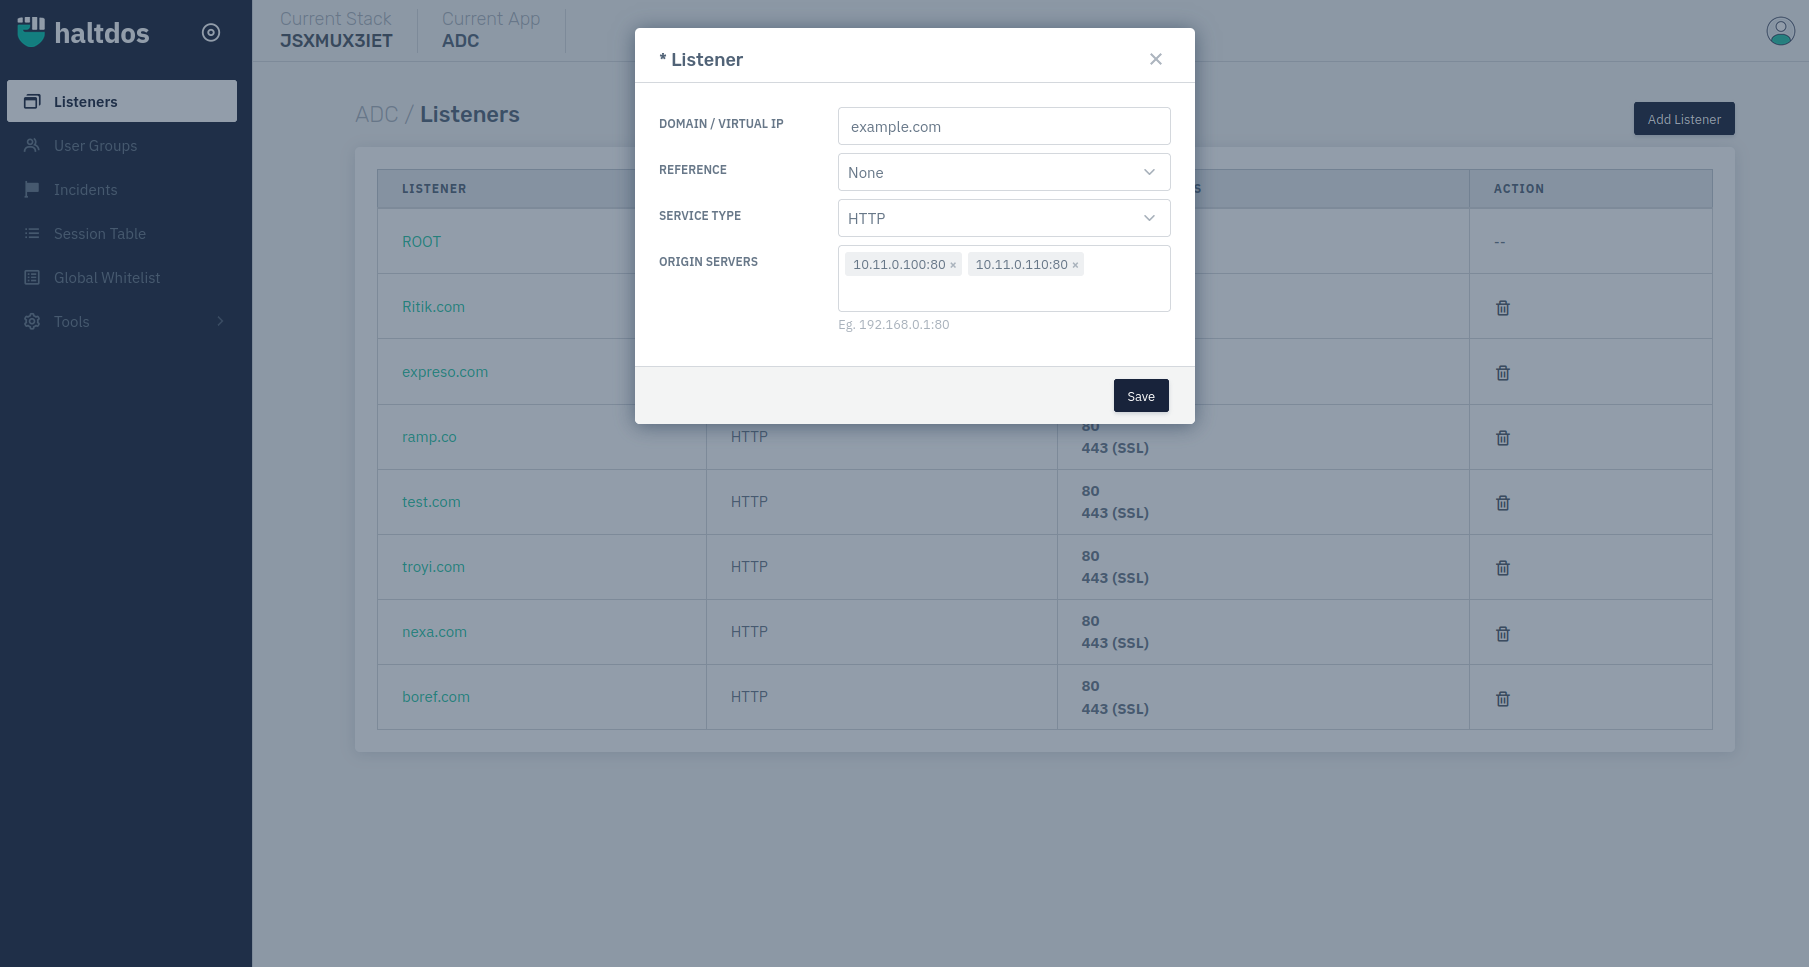 haltdos
Current Stack
JSXMUX3IET
Current App
ADC
Listeners
User Groups
Incidents
Session Table
Global Whitelist
Tools
ADC / Listeners
Add Listener
* Listener
DOMAIN / VIRTUAL IP
example.com
REFERENCE
None
SERVICE TYPE
HTTP
ORIGIN SERVERS
10.11.0.100:80 × 10.11.0.110:80 ×
Eg. 192.168.0.1:80
Save
LISTENER
ACTION
ROOT
--
Ritik.com
expreso.com
ramp.co HTTP 80
443 (SSL)
test.com HTTP 80
443 (SSL)
troyi.com HTTP 80
443 (SSL)
nexa.com HTTP 80
443 (SSL)
boref.com HTTP 80
443 (SSL)